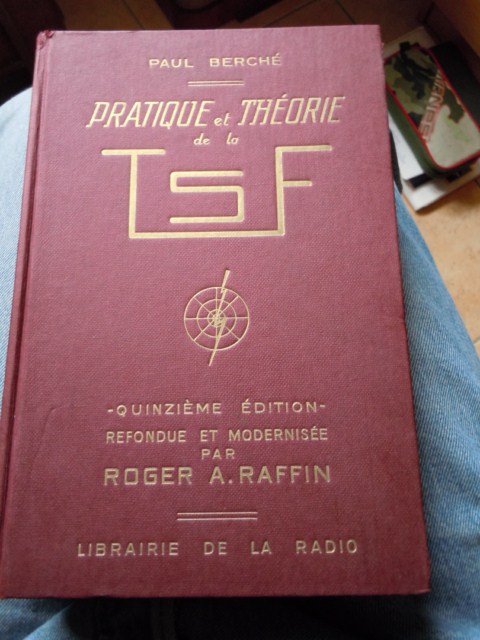 PAUL BERCHÉ
PRATIQUE et THÉORIE
de la
TSF
-QUINZIÈME ÉDITION-
REFONDUE ET MODERNISÉE
PAR
ROGER A. RAFFIN
LIBRAIRIE DE LA RADIO